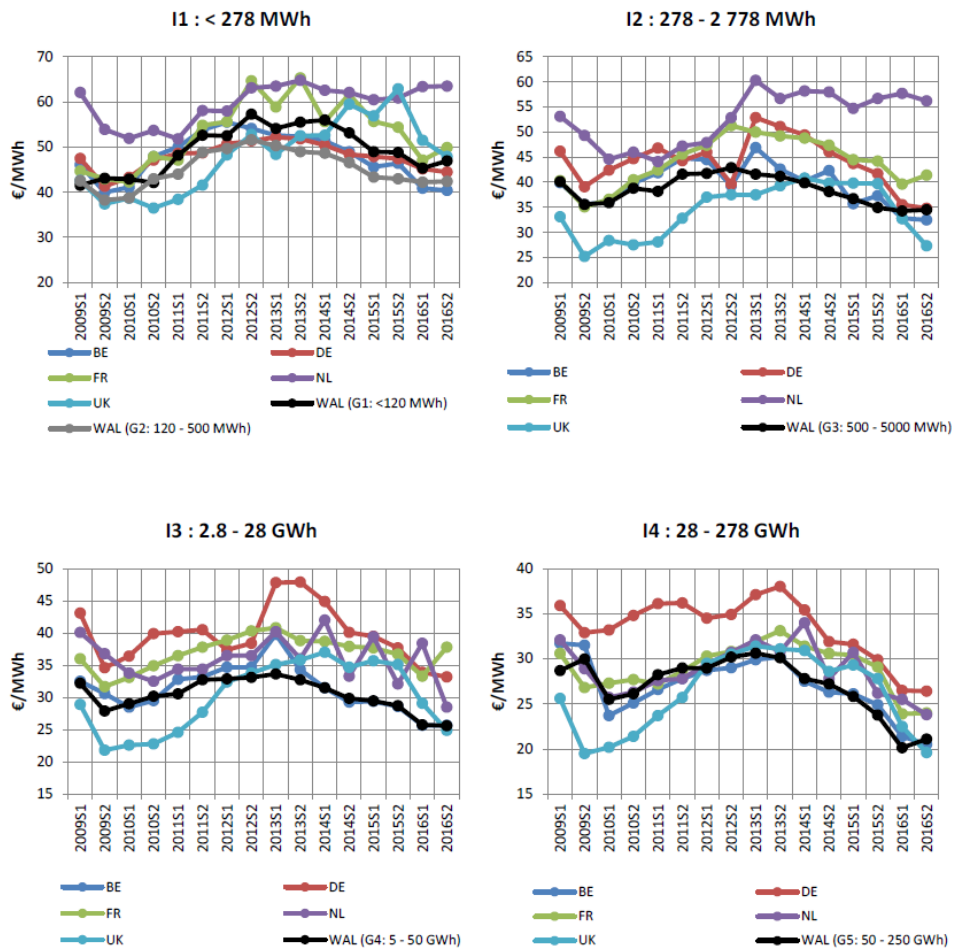 I1 : < 278 MWh
70
60
50
40
30
20
€/MWh
2009S1
2009S2
2010S1
2010S2
2011S1
2011S2
2012S1
2012S2
2013S1
2013S2
2014S1
2014S2
2015S1
2015S2
2016S1
2016S2
BE
DE
FR
NL
UK
WAL (G1: <120 MWh)
WAL (G2: 120 - 500 MWh)
I2 : 278 - 2 778 MWh
65
60
55
50
45
40
35
30
25
20
€/MWh
2009S1
2009S2
2010S1
2010S2
2011S1
2011S2
2012S1
2012S2
2013S1
2013S2
2014S1
2014S2
2015S1
2015S2
2016S1
2016S2
BE
DE
FR
NL
UK
WAL (G3: 500 - 5000 MWh)
I3 : 2.8 - 28 GWh
50
45
40
35
30
25
20
15
€/MWh
2009S1
2009S2
2010S1
2010S2
2011S1
2011S2
2012S1
2012S2
2013S1
2013S2
2014S1
2014S2
2015S1
2015S2
2016S1
2016S2
BE
DE
FR
NL
UK
WAL (G4: 5 - 50 GWh)
I4 : 28 - 278 GWh
40
35
30
25
20
15
€/MWh
2009S1
2009S2
2010S1
2010S2
2011S1
2011S2
2012S1
2012S2
2013S1
2013S2
2014S1
2014S2
2015S1
2015S2
2016S1
2016S2
BE
DE
FR
NL
UK
WAL (G5: 50 - 250 GWh)